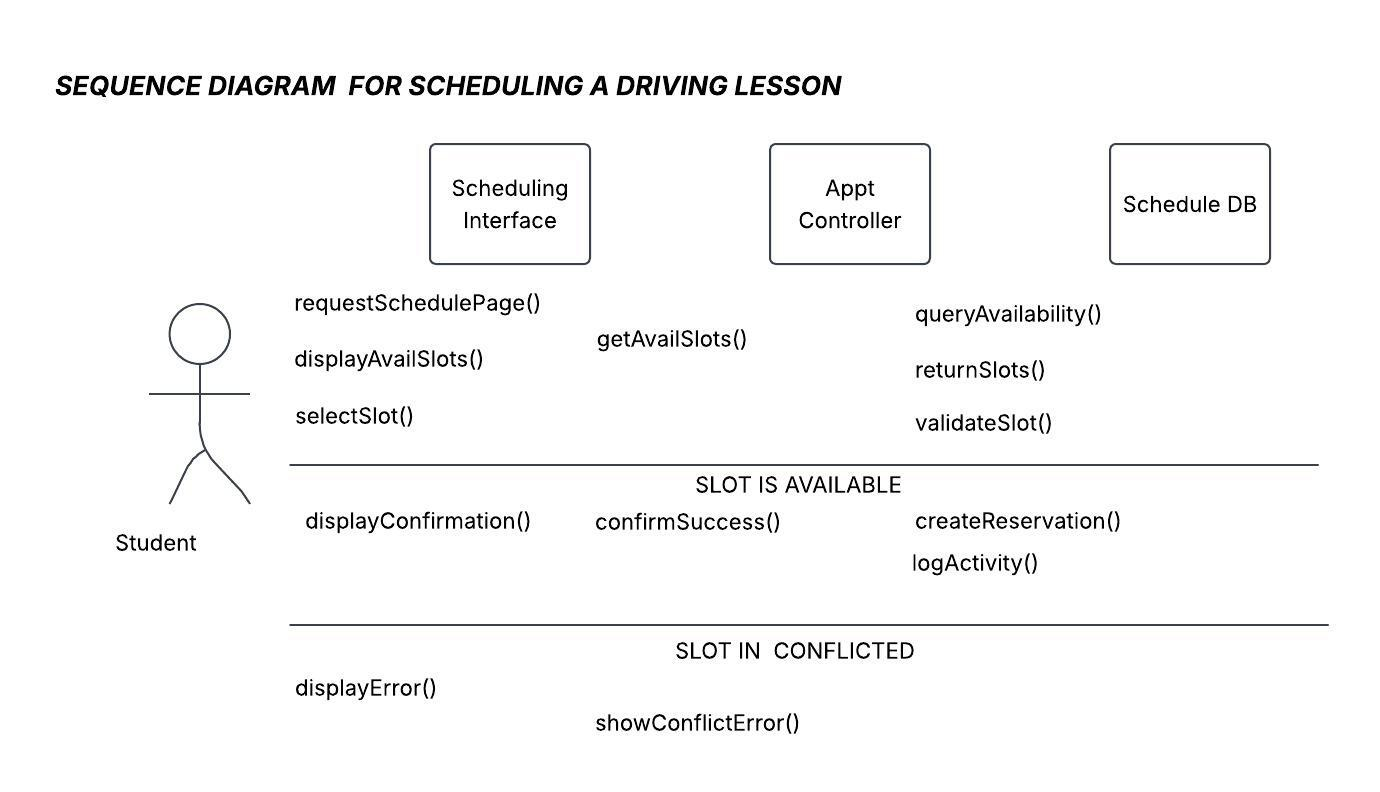 SEQUENCE DIAGRAM FOR SCHEDULING A DRIVING LESSON
Scheduling
Interface
Appt
Controller
Schedule DB
requestSchedulePage()
getAvailSlots()
queryAvailability()
displayAvailSlots()
returnSlots()
selectSlot()
validateSlot()
Student
SLOT IS AVAILABLE
displayConfirmation()
confirmSuccess()
createReservation()
logActivity()
SLOT IN CONFLICTED
displayError()
showConflictError()